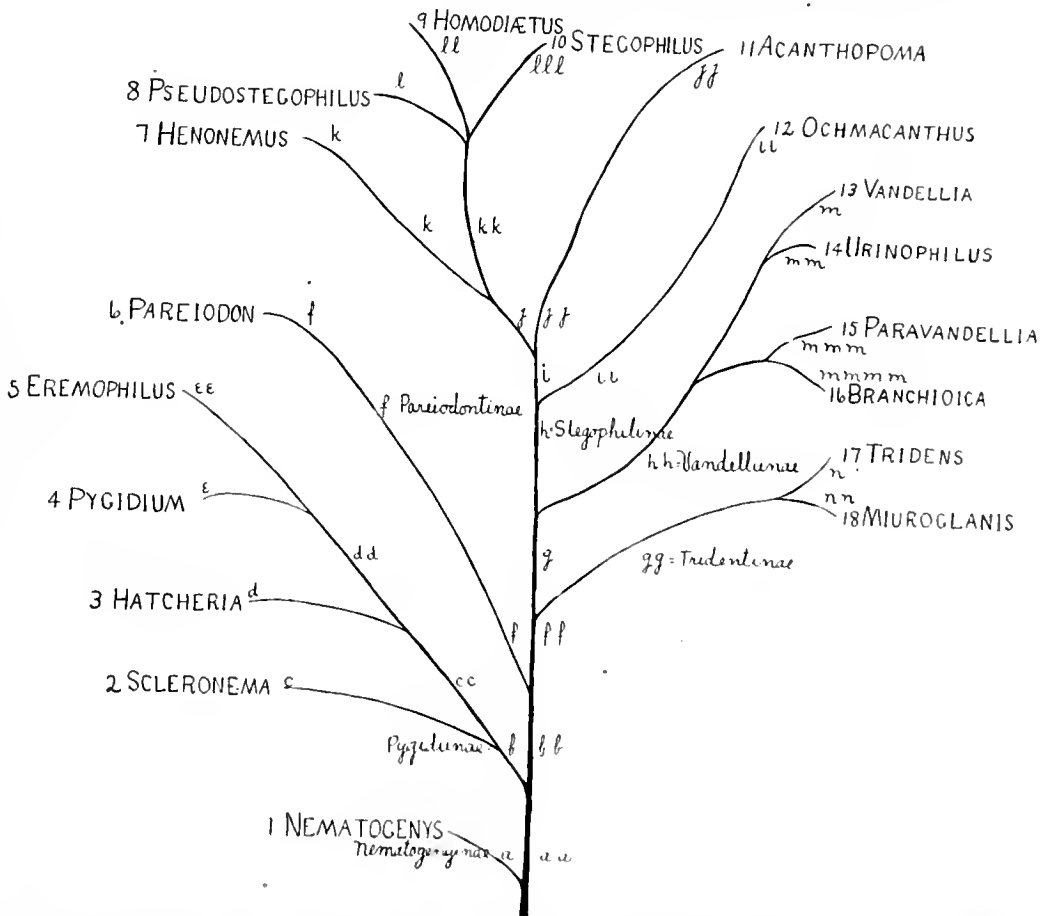 9 HOMODIÆTUS
ll
10 STEGOPHILUS
lll
11 ACANTHOPOMA
jj
8 PSEUDOSTEGOPHILUS
l
7 HENONEMUS
k
12 OCHMACANTHUS
ii
13 VANDELLIA
m
k
kk
14 URINOPHILUS
mm
6. PAREIODON
f
j jj
15 PARAVANDELLIA
mmm
i
ii
mmmm
16 BRANCHIOICA
5 EREMOPHILUS
εε
f Pareiodontinae
h=Stegophilinae
hh=Vandeliinae
17 TRIDENS
n
4 PYGIDIUM
ε
nn
18 MIUROGLANIS
dd
g
gg=Tridentinae
3 HATCHERIA
d
f ff
2 SCLERONEMA
c
cc
Pygidiinae b bb
1 NEMATOGENYS
Nematogenyinae a aa